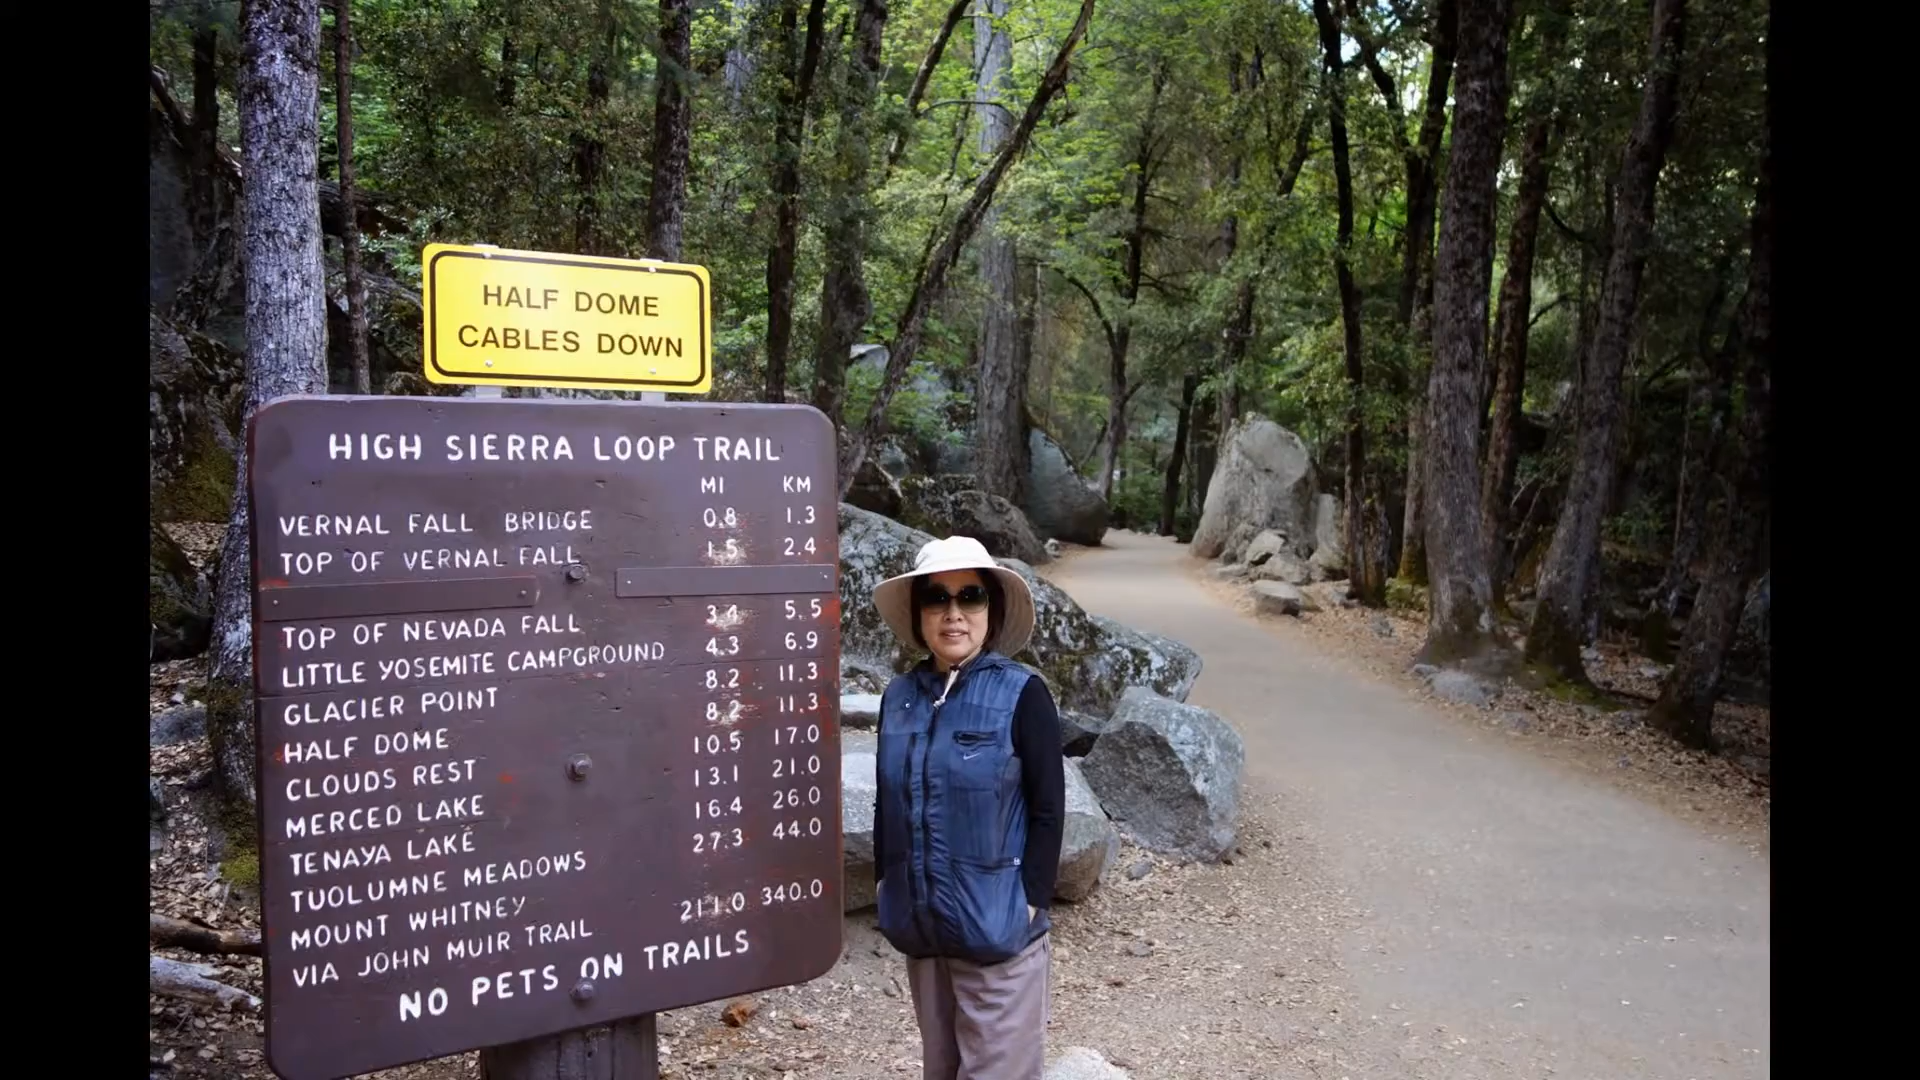 HALF DOME
CABLES DOWN
HIGH SIERRA LOOP TRAIL
MI KM
VERNAL FALL BRIDGE 0.8 1.3
TOP OF VERNAL FALL 1.5 2.4
TOP OF NEVADA FALL 3.4 5.5
LITTLE YOSEMITE CAMPGROUND 4.3 6.9
GLACIER POINT 8.2 11.3
HALF DOME 8.2 11.3
CLOUDS REST 10.5 17.0
MERCED LAKE 13.1 21.0
TENAYA LAKE 16.4 26.0
TUOLUMNE MEADOWS 27.3 44.0
MOUNT WHITNEY
VIA JOHN MUIR TRAIL 211.0 340.0
NO PETS ON TRAILS